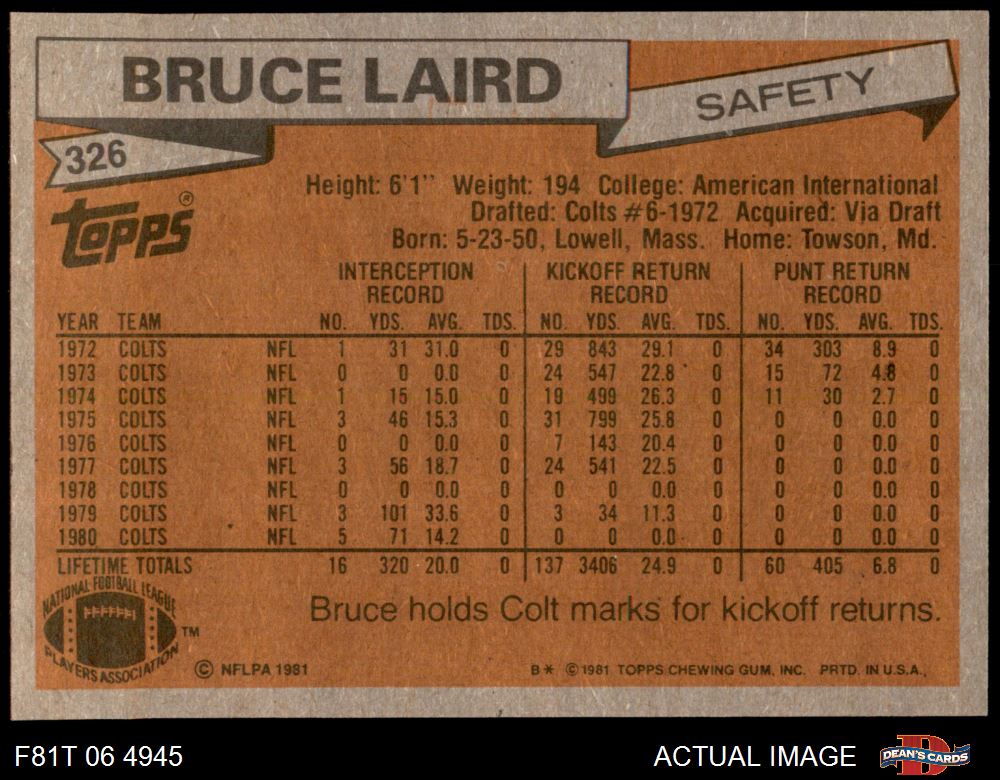 BRUCE LAIRD
SAFETY
326
TOPPS®
Height: 6'1" Weight: 194 College: American International
Drafted: Colts #6-1972 Acquired: Via Draft
Born: 5-23-50, Lowell, Mass. Home: Towson, Md.
INTERCEPTION RECORD KICKOFF RETURN RECORD PUNT RETURN RECORD
YEAR TEAM NO. YDS. AVG. TDS. NO. YDS. AVG. TDS. NO. YDS. AVG. TDS.
1972 COLTS NFL 1 31 31.0 0 29 843 29.1 0 34 303 8.9 0
1973 COLTS NFL 0 0 0.0 0 24 547 22.8 0 15 72 4.8 0
1974 COLTS NFL 1 15 15.0 0 19 499 26.3 0 11 30 2.7 0
1975 COLTS NFL 3 46 15.3 0 31 799 25.8 0 0 0 0.0 0
1976 COLTS NFL 0 0 0.0 0 7 143 20.4 0 0 0 0.0 0
1977 COLTS NFL 3 56 18.7 0 24 541 22.5 0 0 0 0.0 0
1978 COLTS NFL 0 0 0.0 0 0 0 0.0 0 0 0 0.0 0
1979 COLTS NFL 3 101 33.6 0 3 34 11.3 0 0 0 0.0 0
1980 COLTS NFL 5 71 14.2 0 0 0 0.0 0 0 0 0.0 0
LIFETIME TOTALS 16 320 20.0 0 137 3406 24.9 0 60 405 6.8 0
NATIONAL FOOTBALL LEAGUE
PLAYERS ASSOCIATION
TM
Bruce holds Colt marks for kickoff returns.
© NFLPA 1981
B* © 1981 TOPPS CHEWING GUM, INC. PRTD. IN U.S.A.
F81T 06 4945
ACTUAL IMAGE
DEAN'S CARDS